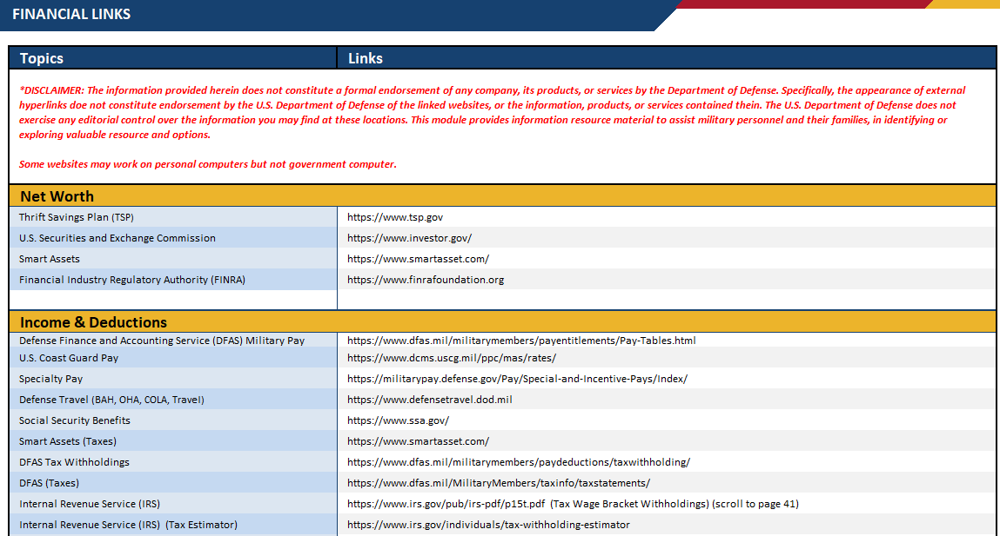 FINANCIAL LINKS
Topics Links
*DISCLAIMER: The information provided herein does not constitute a formal endorsement of any company, its products, or services by the Department of Defense. Specifically, the appearance of external
hyperlinks doe not constitute endorsement by the U.S. Department of Defense of the linked websites, or the information, products, or services contained thein. The U.S. Department of Defense does not
exercise any editorial control over the information you may find at these locations. This module provides information resource material to assist military personnel and their families, in identifying or
exploring valuable resource and options.
Some websites may work on personal computers but not government computer.
Net Worth
Thrift Savings Plan (TSP) https://www.tsp.gov
U.S. Securities and Exchange Commission https://www.investor.gov/
Smart Assets https://www.smartasset.com/
Financial Industry Regulatory Authority (FINRA) https://www.finrafoundation.org
Income & Deductions
Defense Finance and Accounting Service (DFAS) Military Pay https://www.dfas.mil/militarymembers/payentitlements/Pay-Tables.html
U.S. Coast Guard Pay https://www.dcms.uscg.mil/ppc/mas/rates/
Specialty Pay https://militarypay.defense.gov/Pay/Special-and-Incentive-Pays/Index/
Defense Travel (BAH, OHA, COLA, Travel) https://www.defensetravel.dod.mil
Social Security Benefits https://www.ssa.gov/
Smart Assets (Taxes) https://www.smartasset.com/
DFAS Tax Withholdings https://www.dfas.mil/militarymembers/paydeductions/taxwithholding/
DFAS (Taxes) https://www.dfas.mil/MilitaryMembers/taxinfo/taxstatements/
Internal Revenue Service (IRS) https://www.irs.gov/pub/irs-pdf/p15t.pdf (Tax Wage Bracket Withholdings) (scroll to page 41)
Internal Revenue Service (IRS) (Tax Estimator) https://www.irs.gov/individuals/tax-withholding-estimator